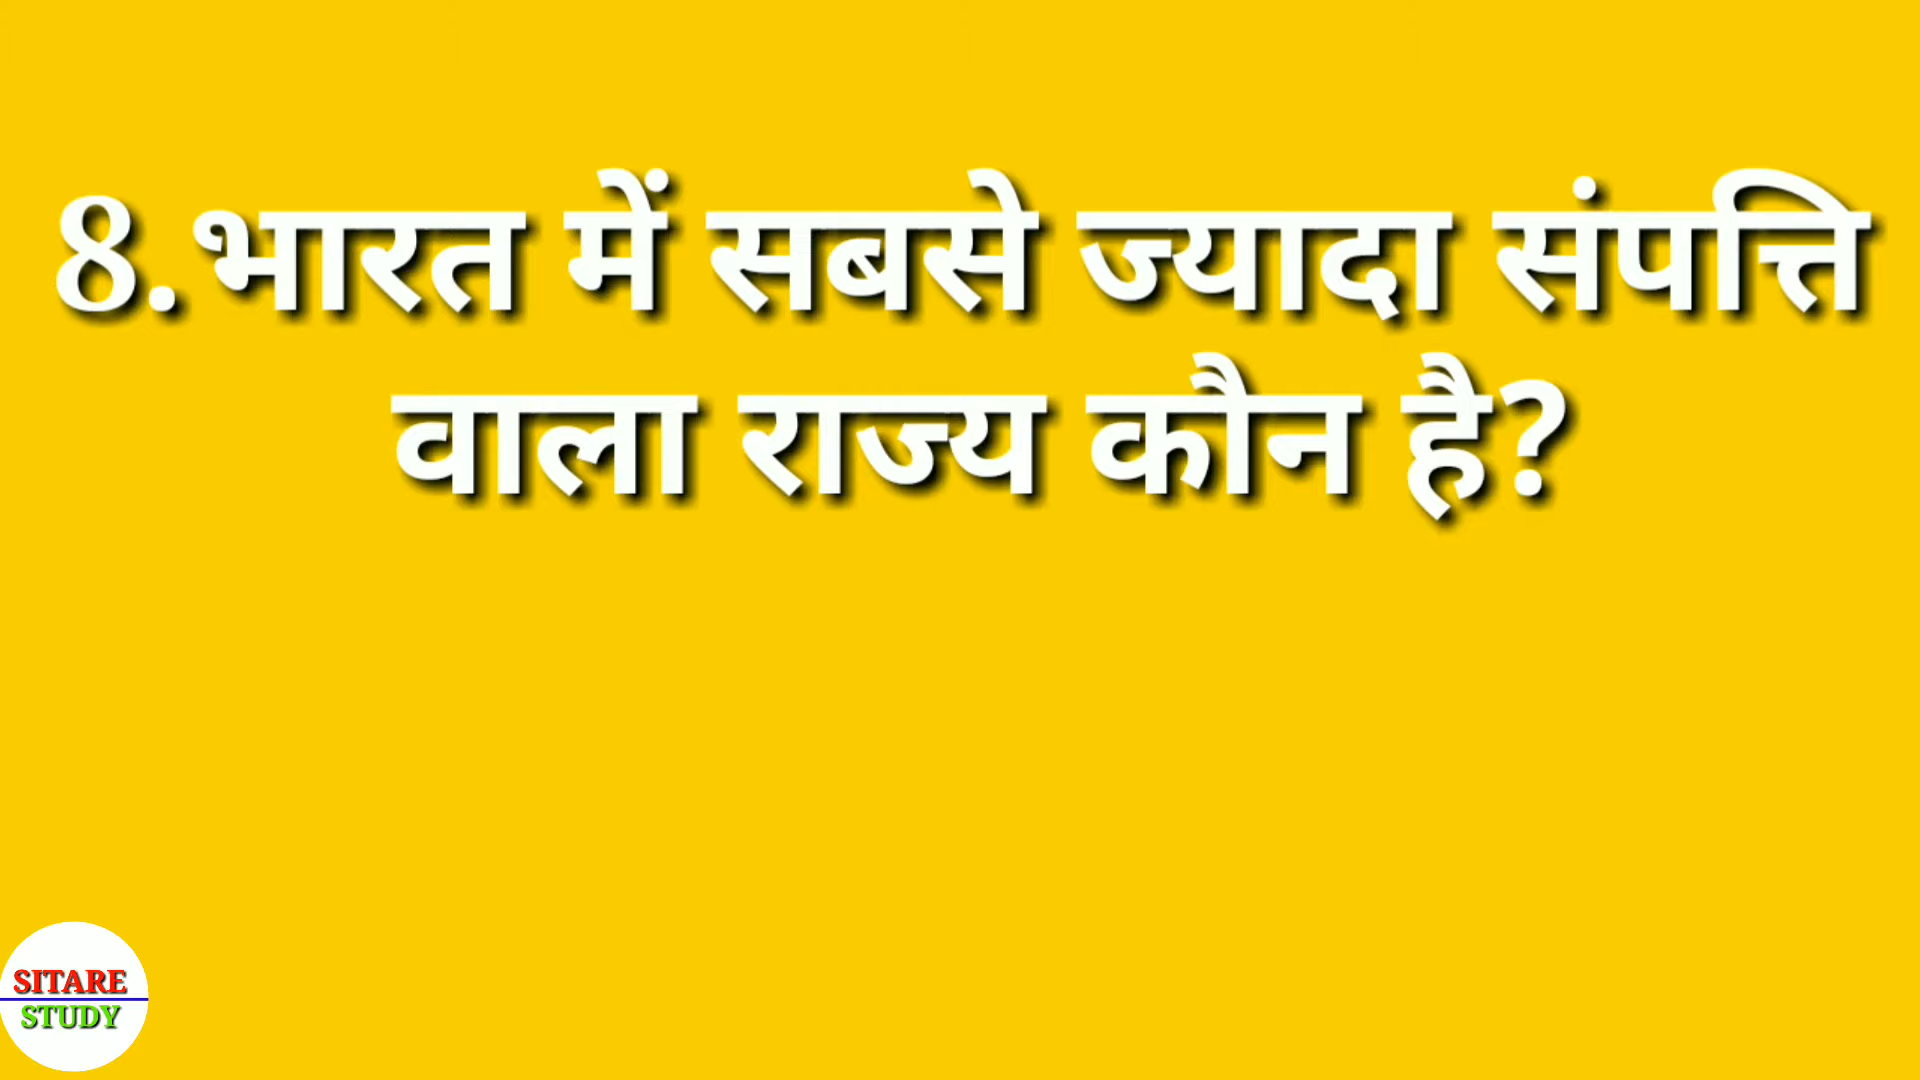 8.भारत में सबसे ज्यादा संपत्ति
वाला राज्य कौन है?
SITARE
STUDY